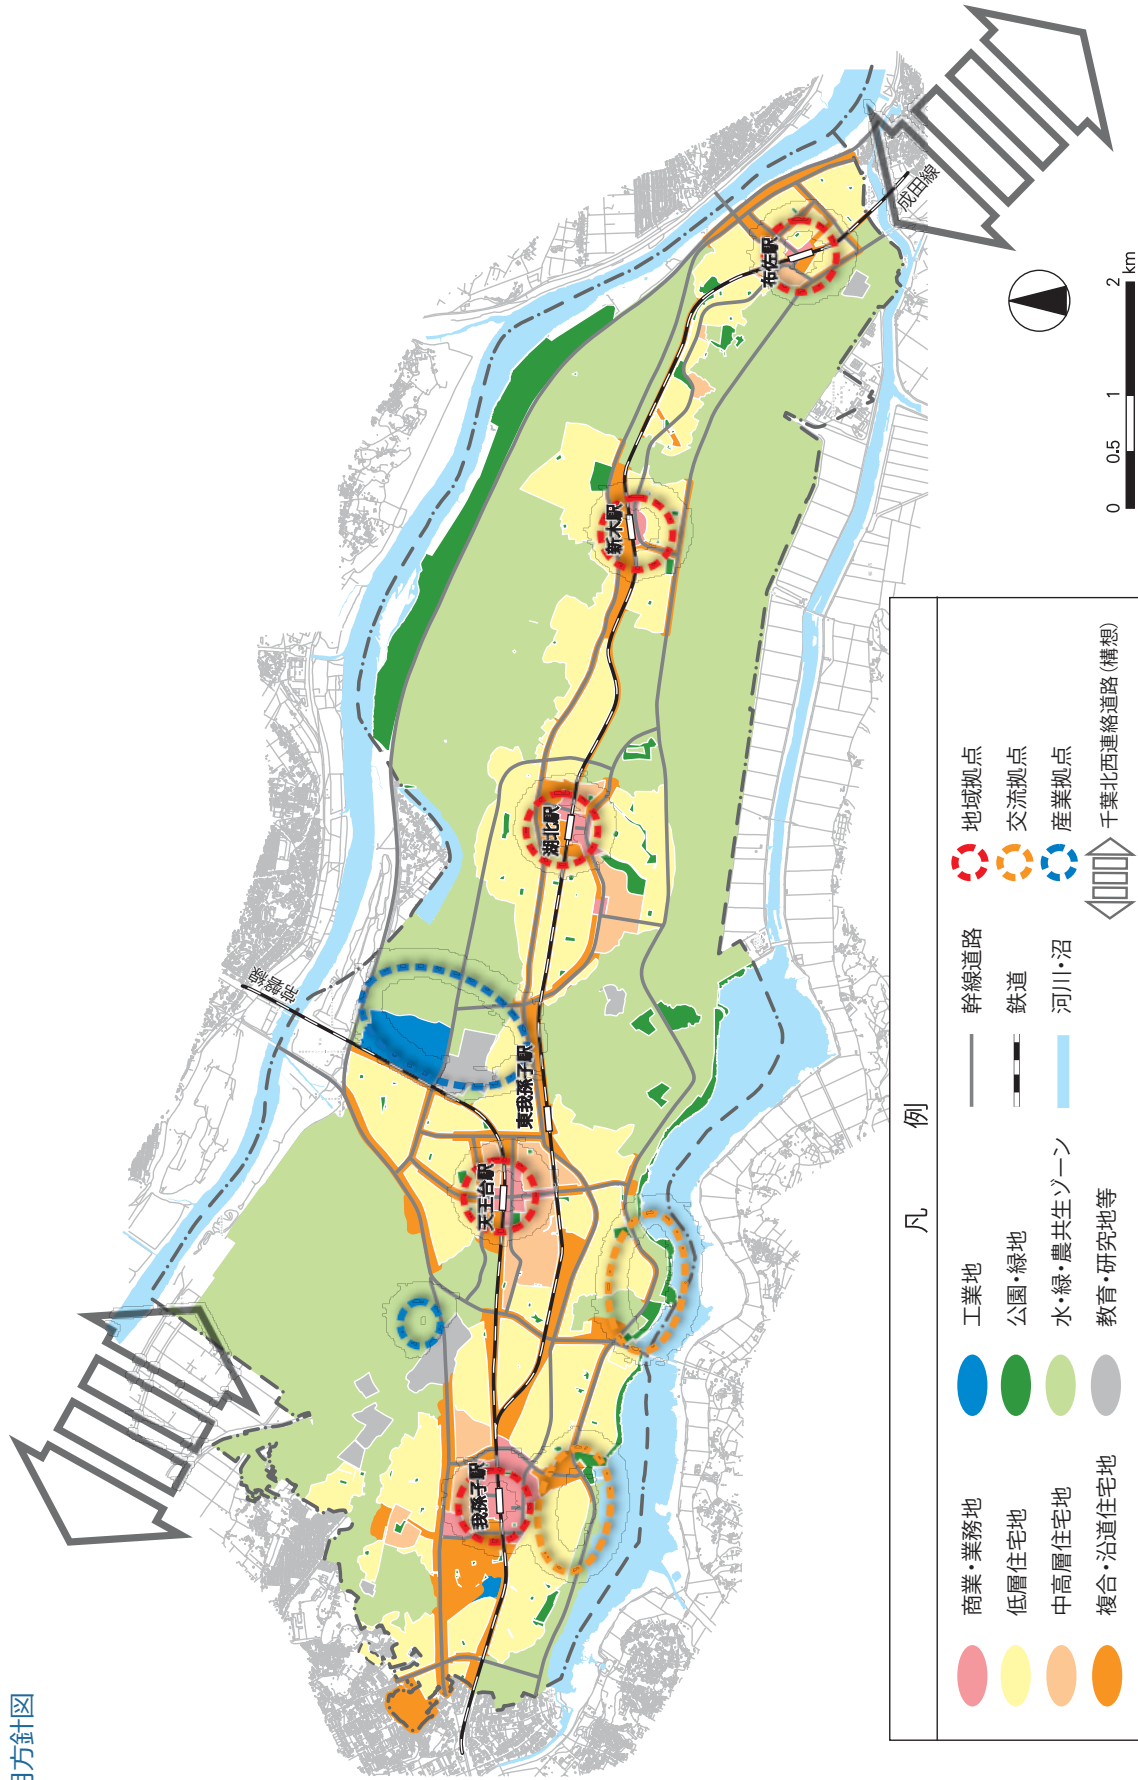 用方針図
我孫子駅
天王台駅
東我孫子駅
湖北駅
新木駅
布佐駅
常磐線
成田線
0
0.5
1
2
km
凡 例
商業・業務地
低層住宅地
中高層住宅地
複合・沿道住宅地
工業地
公園・緑地
水・緑・農共生ゾーン
教育・研究地等
幹線道路
鉄道
河川・沼
地域拠点
交流拠点
産業拠点
千葉北西連絡道路(構想)